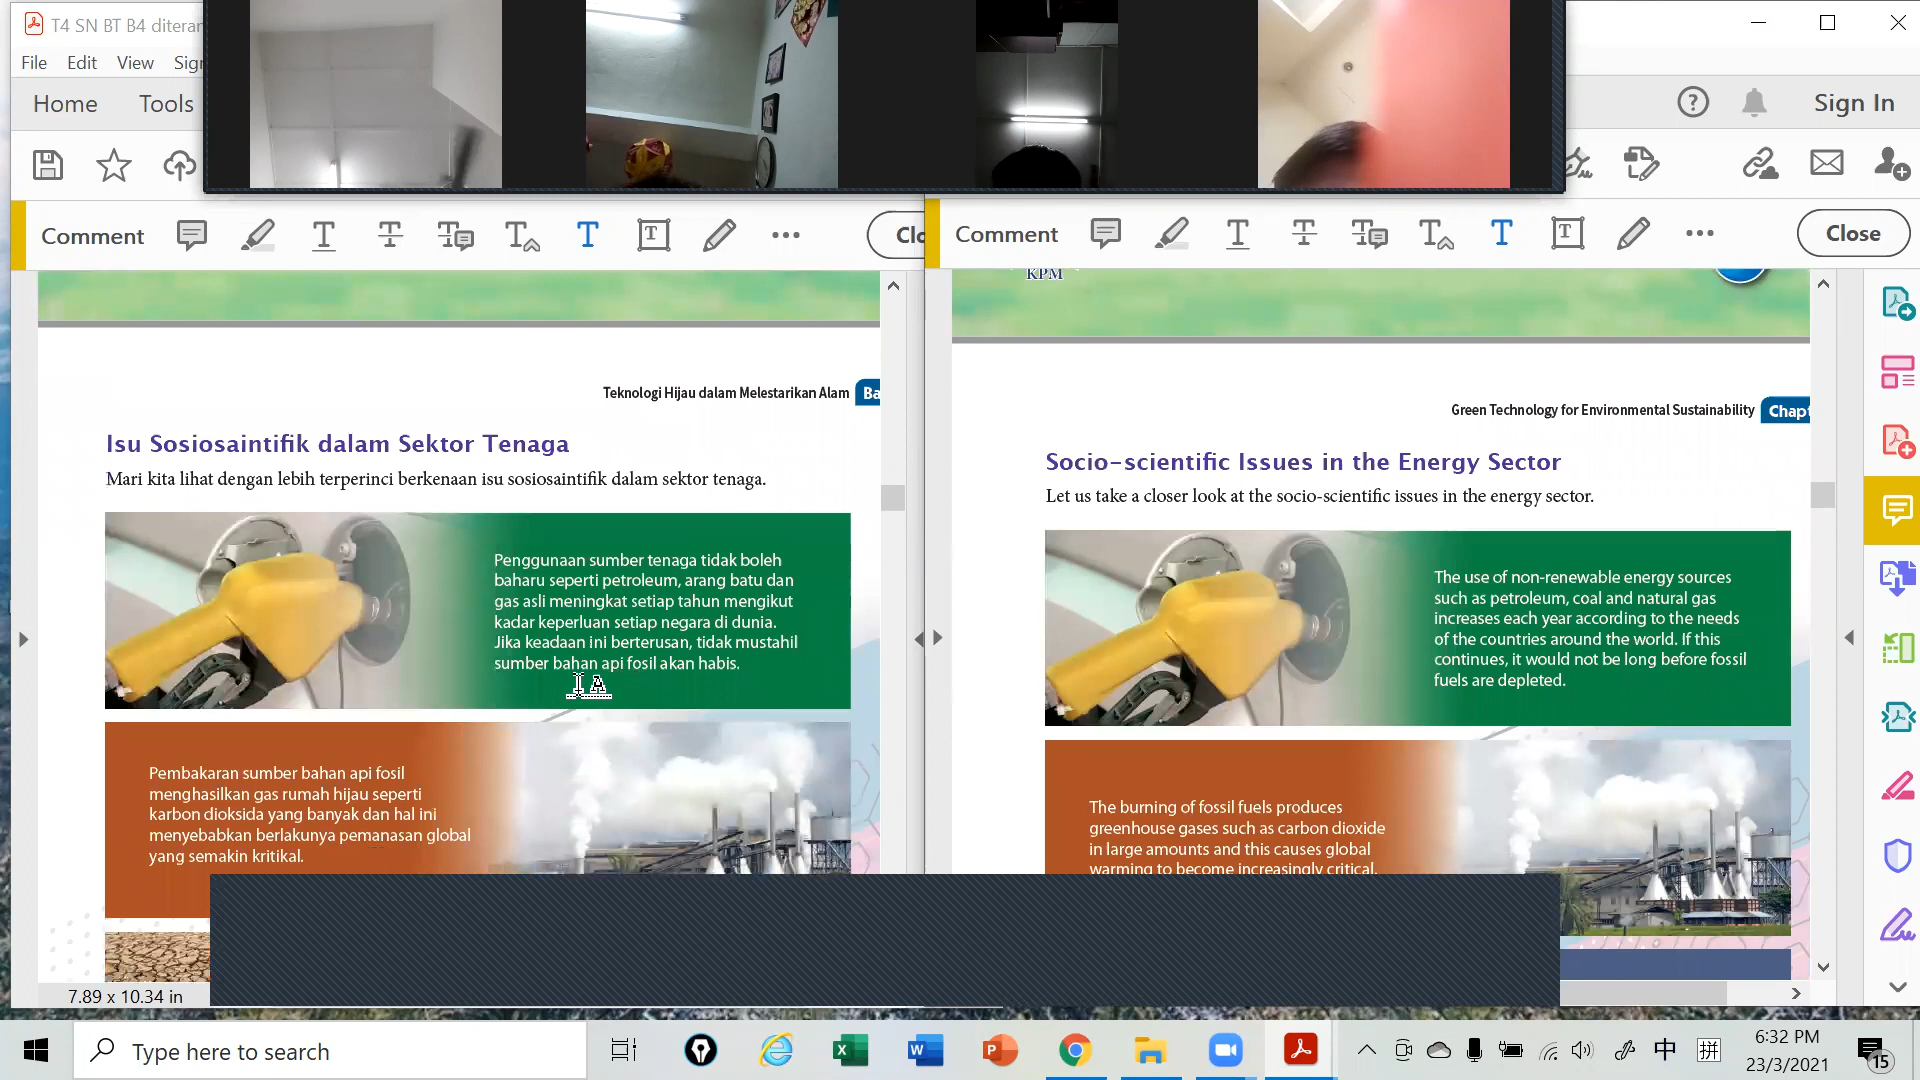 T4 SN BT B4 diteran
File Edit View Sig
Home Tools
Sign In
Comment
Clo
Comment
Close
KPM
Teknologi Hijau dalam Melestarikan Alam Ba
Isu Sosiosaintifik dalam Sektor Tenaga
Mari kita lihat dengan lebih terperinci berkenaan isu sosiosaintifik dalam sektor tenaga.
Penggunaan sumber tenaga tidak boleh
baharu seperti petroleum, arang batu dan
gas asli meningkat setiap tahun mengikut
kadar keperluan setiap negara di dunia.
Jika keadaan ini berterusan, tidak mustahil
sumber bahan api fosil akan habis.
Pembakaran sumber bahan api fosil
menghasilkan gas rumah hijau seperti
karbon dioksida yang banyak dan hal ini
menyebabkan berlakunya pemanasan global
yang semakin kritikal.
7.89 x 10.34 in
Green Technology for Environmental Sustainability Chapt
Socio-scientific Issues in the Energy Sector
Let us take a closer look at the socio-scientific issues in the energy sector.
The use of non-renewable energy sources
such as petroleum, coal and natural gas
increases each year according to the needs
of the countries around the world. If this
continues, it would not be long before fossil
fuels are depleted.
The burning of fossil fuels produces
greenhouse gases such as carbon dioxide
in large amounts and this causes global
warming to become increasingly critical.
Type here to search
中
拼
6:32 PM
23/3/2021
15